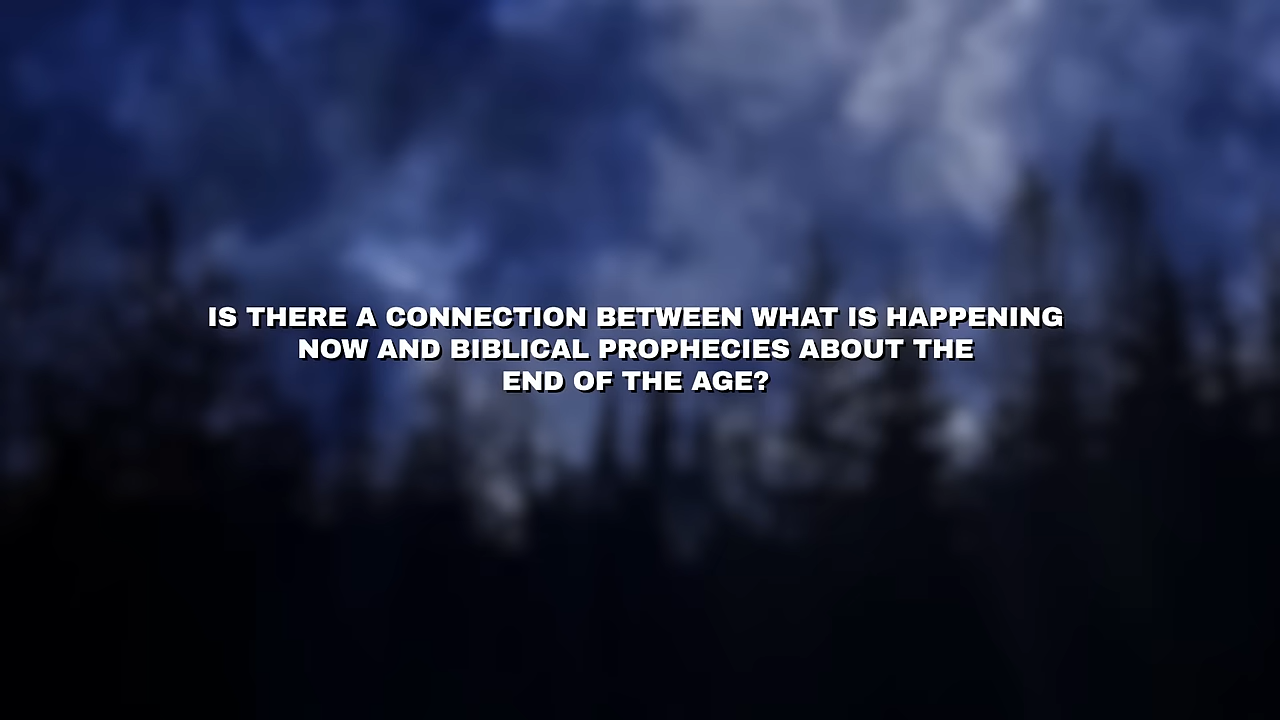 IS THERE A CONNECTION BETWEEN WHAT IS HAPPENING
NOW AND BIBLICAL PROPHECIES ABOUT THE
END OF THE AGE?